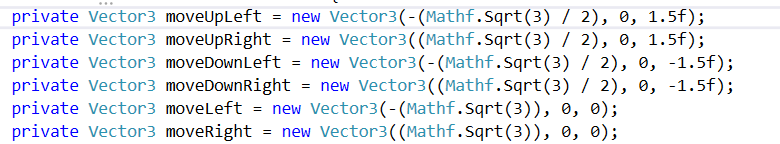 private Vector3 moveUpLeft = new Vector3(-(Mathf.Sqrt(3) / 2), 0, 1.5f);
private Vector3 moveUpRight = new Vector3((Mathf.Sqrt(3) / 2), 0, 1.5f);
private Vector3 moveDownLeft = new Vector3(-(Mathf.Sqrt(3) / 2), 0, -1.5f);
private Vector3 moveDownRight = new Vector3((Mathf.Sqrt(3) / 2), 0, -1.5f);
private Vector3 moveLeft = new Vector3(-(Mathf.Sqrt(3)), 0, 0);
private Vector3 moveRight = new Vector3((Mathf.Sqrt(3)), 0, 0);